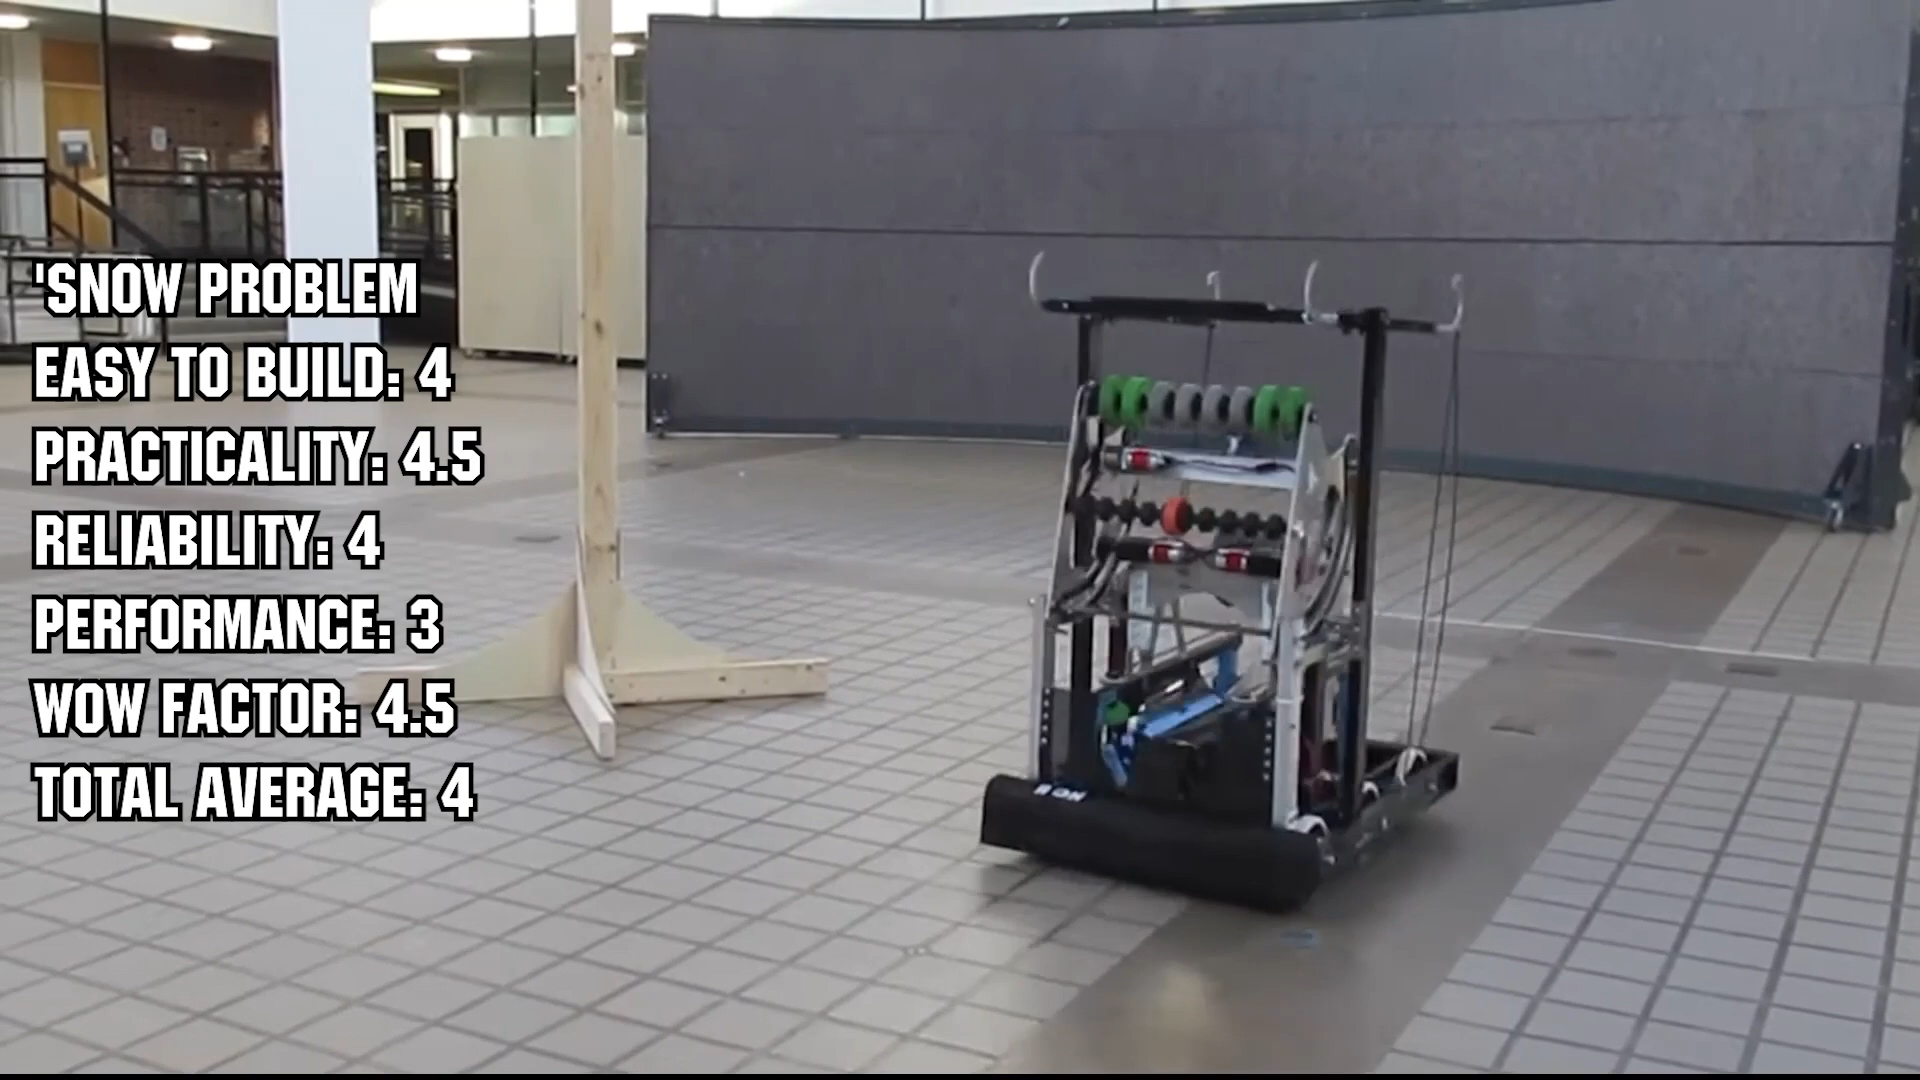 'SNOW PROBLEM
EASY TO BUILD: 4
PRACTICALITY: 4.5
RELIABILITY: 4
PERFORMANCE: 3
WOW FACTOR: 4.5
TOTAL AVERAGE: 4